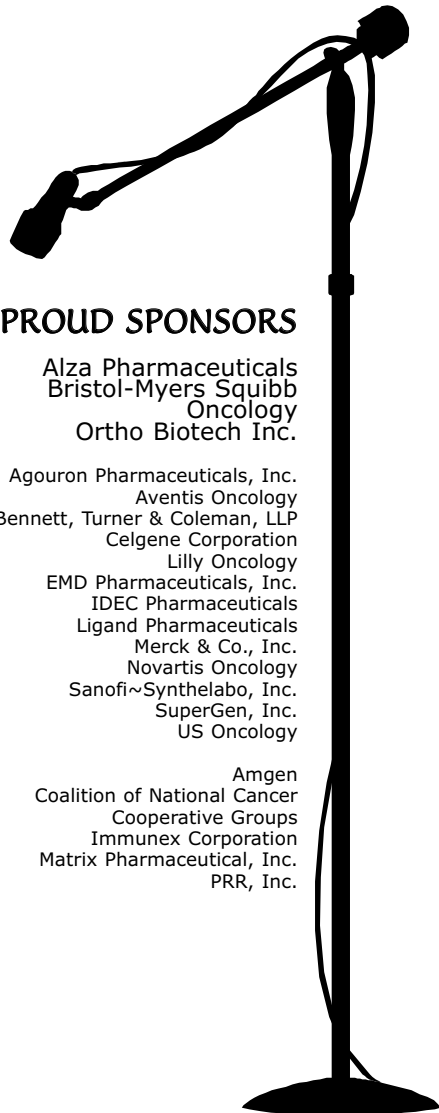 PROUD SPONSORS
Alza Pharmaceuticals
Bristol-Myers Squibb
Oncology
Ortho Biotech Inc.
Agouron Pharmaceuticals, Inc.
Aventis Oncology
Bennett, Turner & Coleman, LLP
Celgene Corporation
Lilly Oncology
EMD Pharmaceuticals, Inc.
IDEC Pharmaceuticals
Ligand Pharmaceuticals
Merck & Co., Inc.
Novartis Oncology
Sanofi~Synthelabo, Inc.
SuperGen, Inc.
US Oncology
Amgen
Coalition of National Cancer
Cooperative Groups
Immunex Corporation
Matrix Pharmaceutical, Inc.
PRR, Inc.